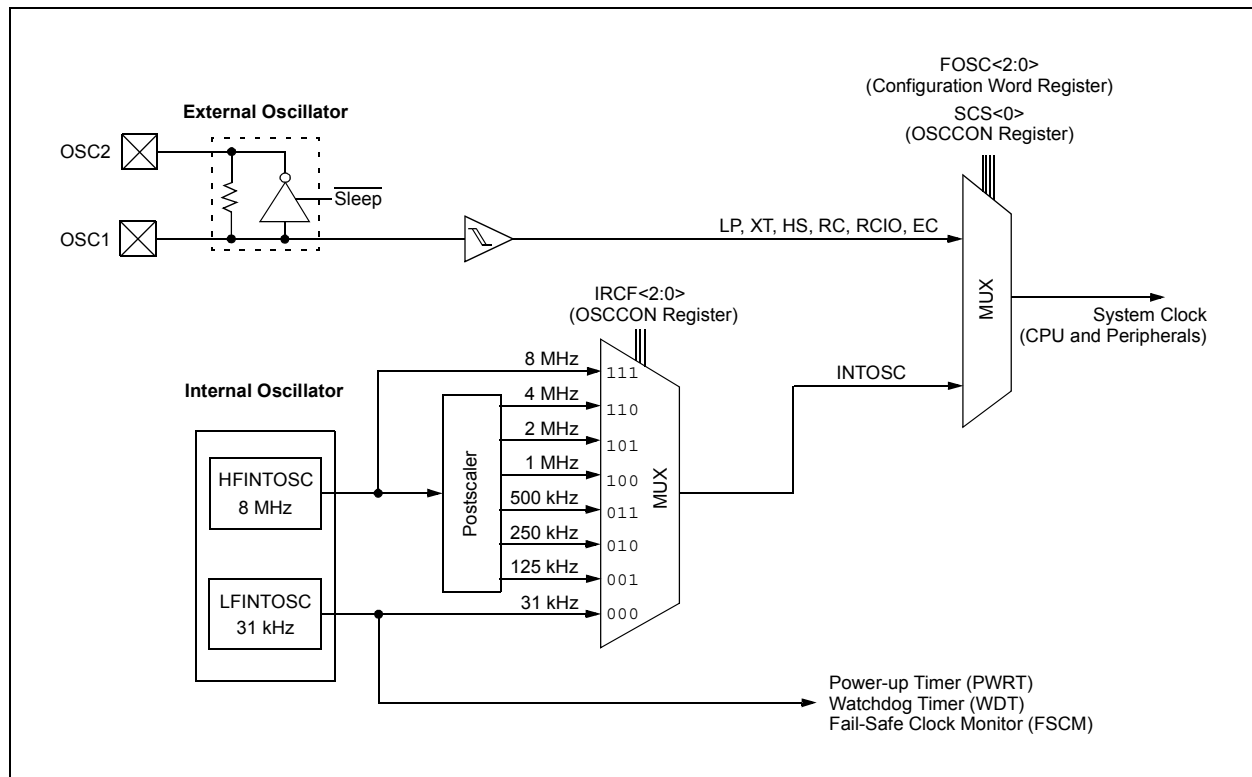 FOSC<2:0>
(Configuration Word Register)
SCS<0>
(OSCCON Register)
External Oscillator
OSC2
Sleep
OSC1
LP, XT, HS, RC, RCIO, EC
MUX
System Clock
(CPU and Peripherals)
IRCF<2:0>
(OSCCON Register)
INTOSC
Internal Oscillator
HFINTOSC
8 MHz
LFINTOSC
31 kHz
Postscaler
8 MHz
4 MHz
2 MHz
1 MHz
500 kHz
250 kHz
125 kHz
31 kHz
111
110
101
100
011
010
001
000
MUX
Power-up Timer (PWRT)
Watchdog Timer (WDT)
Fail-Safe Clock Monitor (FSCM)